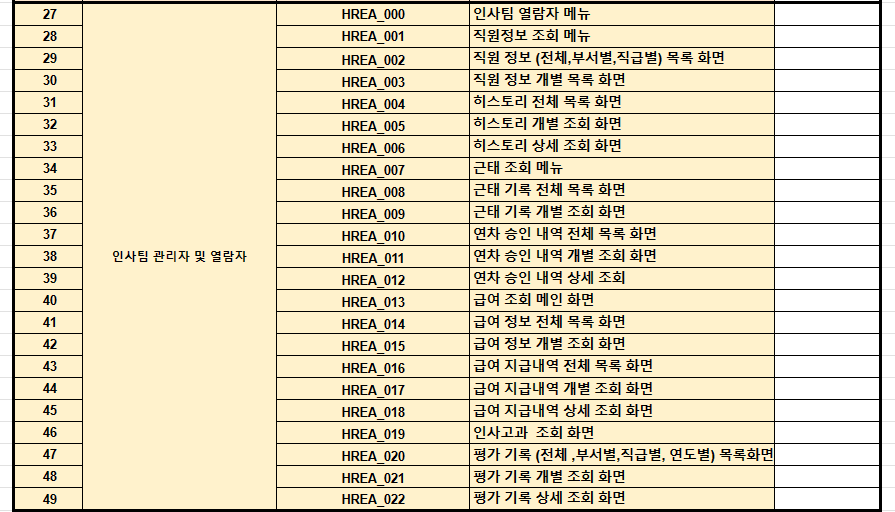 27 HREA_000 인사팀 열람자 메뉴
28 HREA_001 직원정보 조회 메뉴
29 HREA_002 직원 정보 (전체,부서별,직급별) 목록 화면
30 HREA_003 직원 정보 개별 목록 화면
31 HREA_004 히스토리 전체 목록 화면
32 HREA_005 히스토리 개별 조회 화면
33 HREA_006 히스토리 상세 조회 화면
34 HREA_007 근태 조회 메뉴
35 HREA_008 근태 기록 전체 목록 화면
36 HREA_009 근태 기록 개별 조회 화면
37 HREA_010 연차 승인 내역 전체 목록 화면
38 인사팀 관리자 및 열람자 HREA_011 연차 승인 내역 개별 조회 화면
39 HREA_012 연차 승인 내역 상세 조회
40 HREA_013 급여 조회 메인 화면
41 HREA_014 급여 정보 전체 목록 화면
42 HREA_015 급여 정보 개별 조회 화면
43 HREA_016 급여 지급내역 전체 목록 화면
44 HREA_017 급여 지급내역 개별 조회 화면
45 HREA_018 급여 지급내역 상세 조회 화면
46 HREA_019 인사고과  조회 화면
47 HREA_020 평가 기록 (전체 ,부서별,직급별, 연도별) 목록화면
48 HREA_021 평가 기록 개별 조회 화면
49 HREA_022 평가 기록 상세 조회 화면